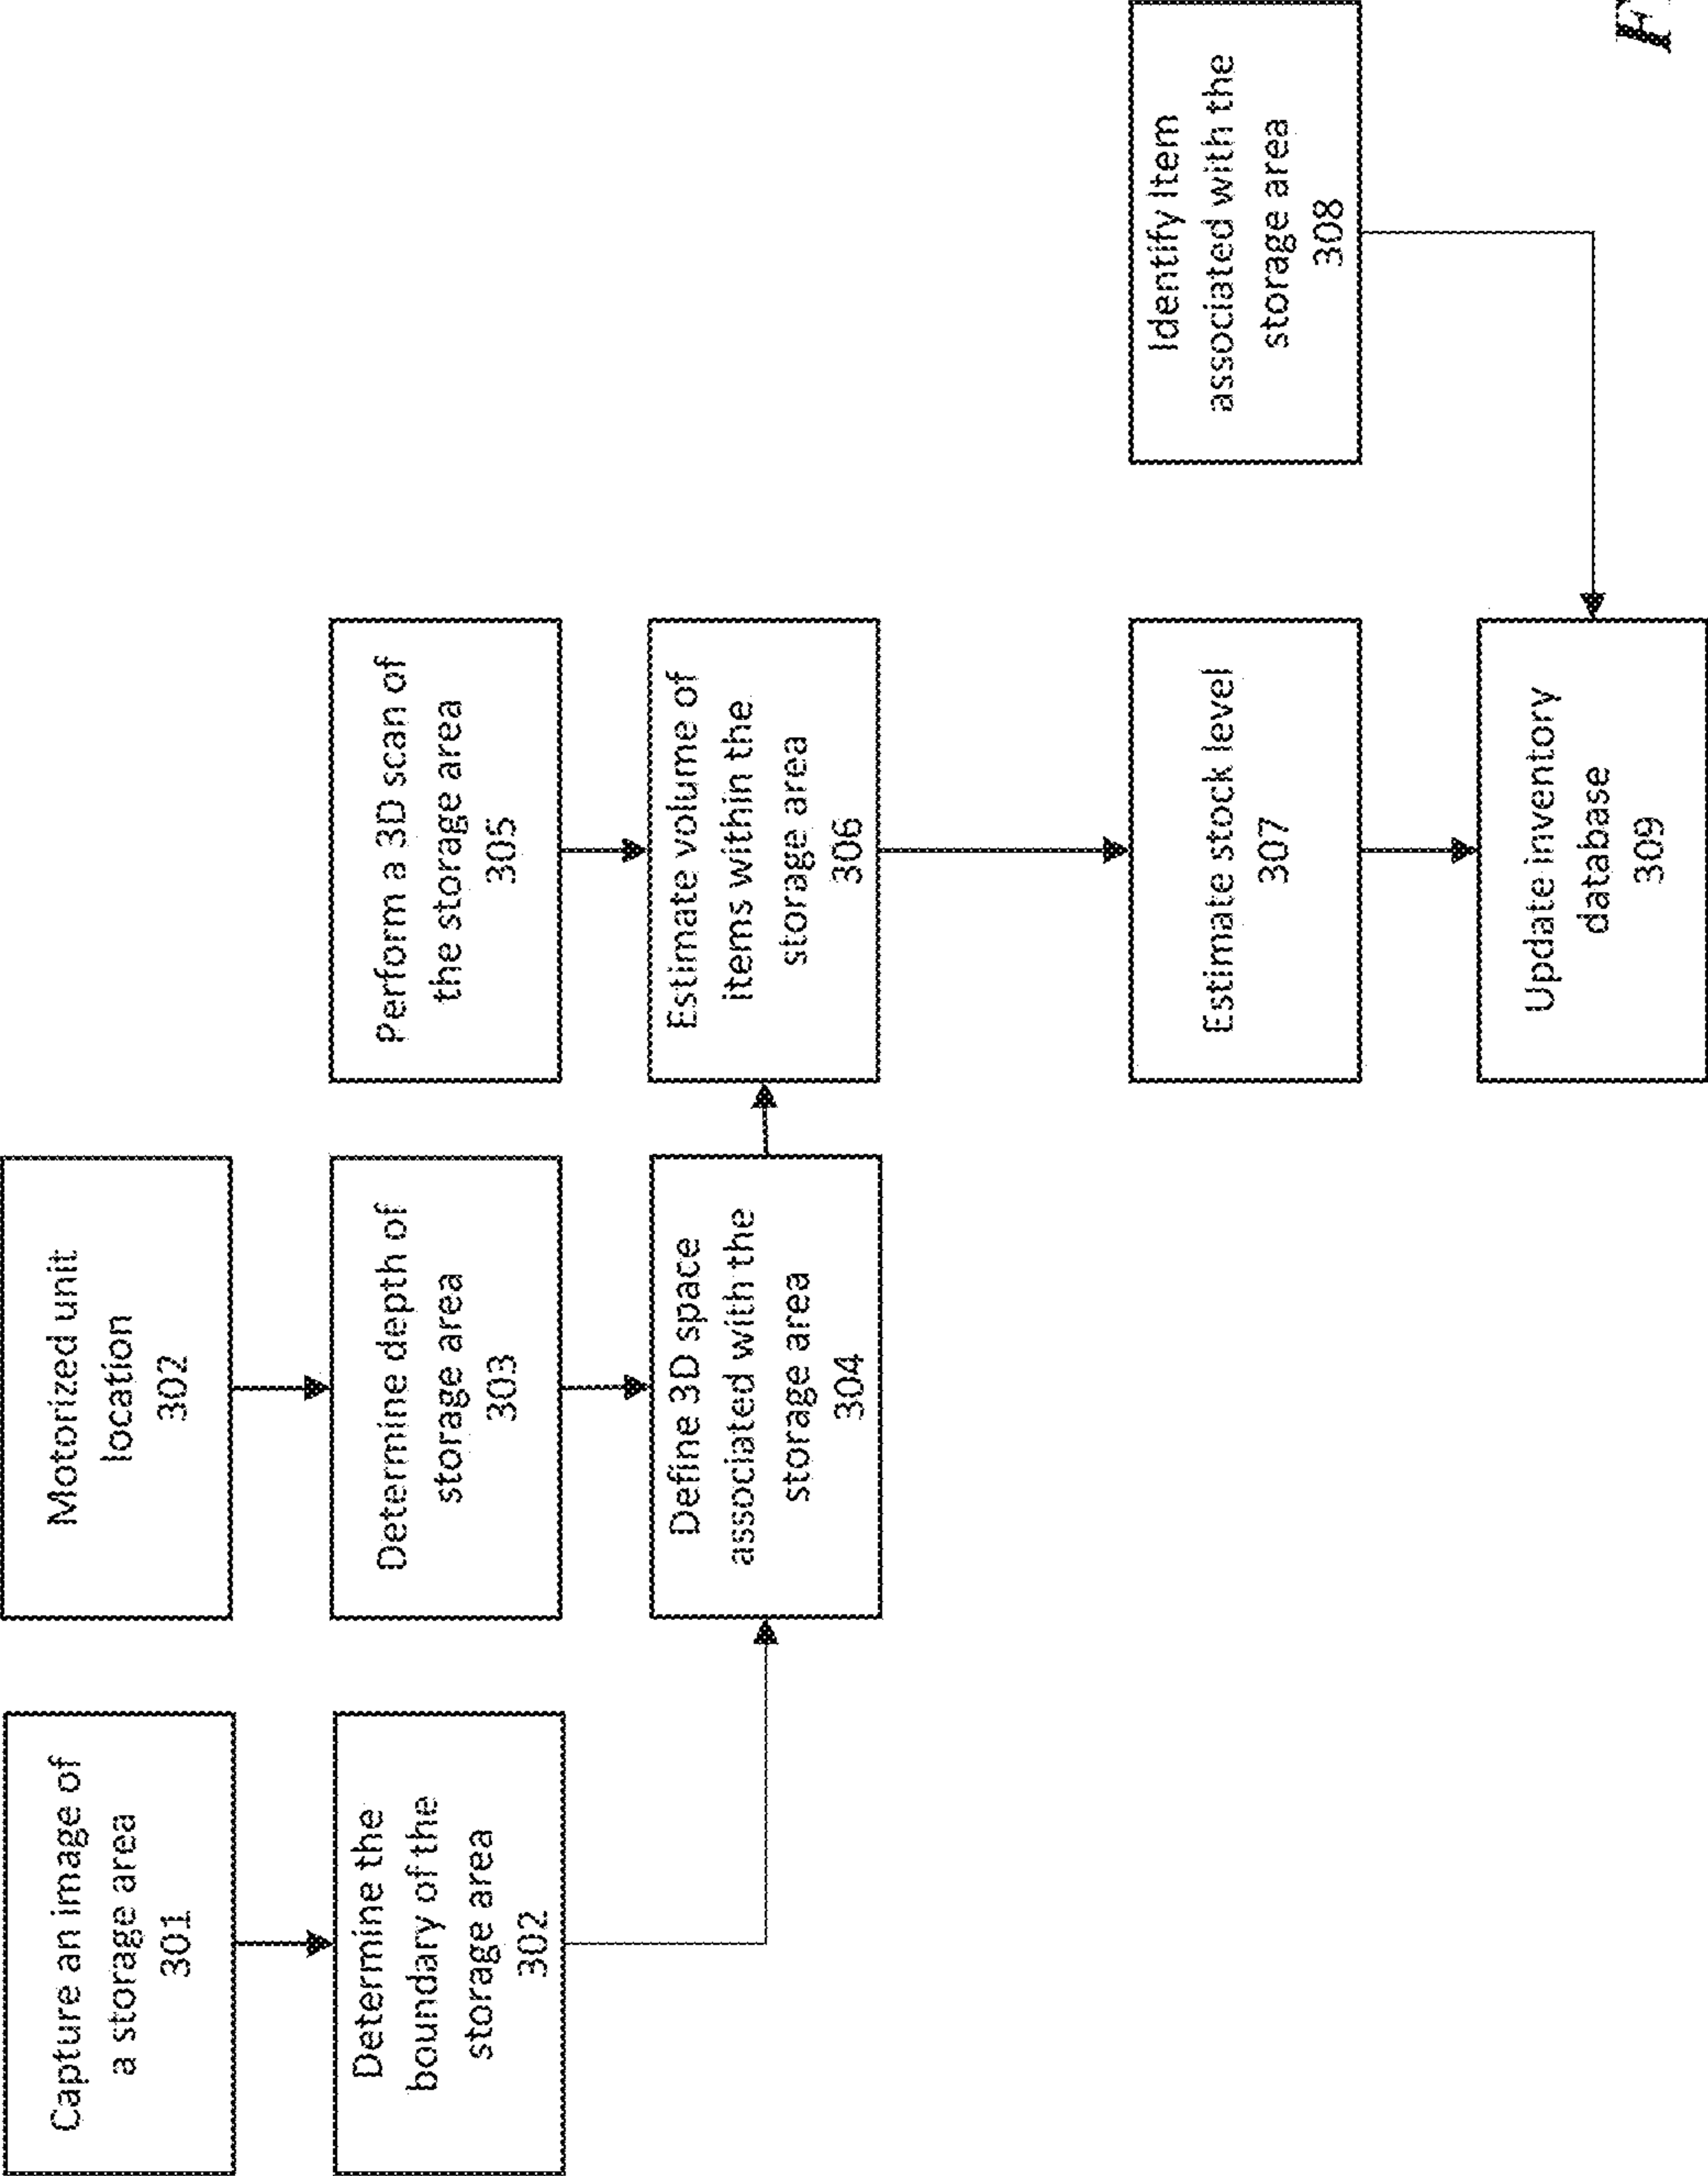 Capture an image of
a storage area
301
Motorized unit
location
302
Determine the
boundary of the
storage area
302
Determine depth of
storage area
303
Perform a 3D scan of
the storage area
305
Define 3D space
associated with the
storage area
304
Estimate volume of
items within the
storage area
306
Estimate stock level
307
Identify Item
associated with the
storage area
308
Update inventory
database
309
F